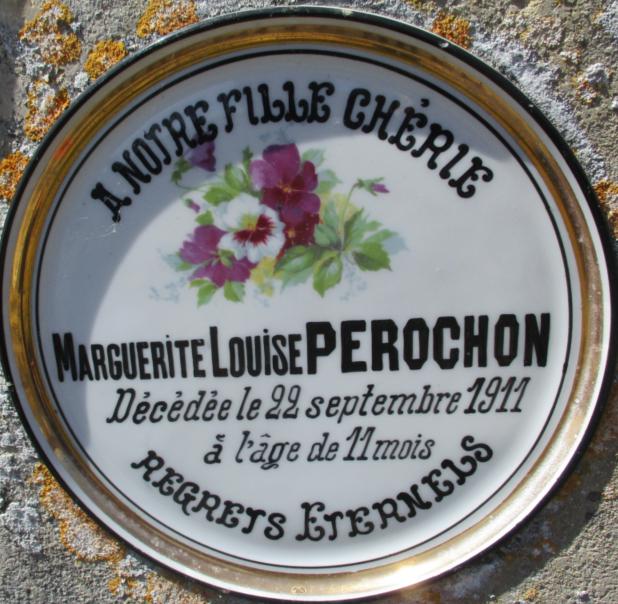 A NOTRE FILLE CHÉRIE
MARGUERITE LOUISE PEROCHON
Décédée le 22 septembre 1911
à l'âge de 11 mois
REGRETS ETERNELS